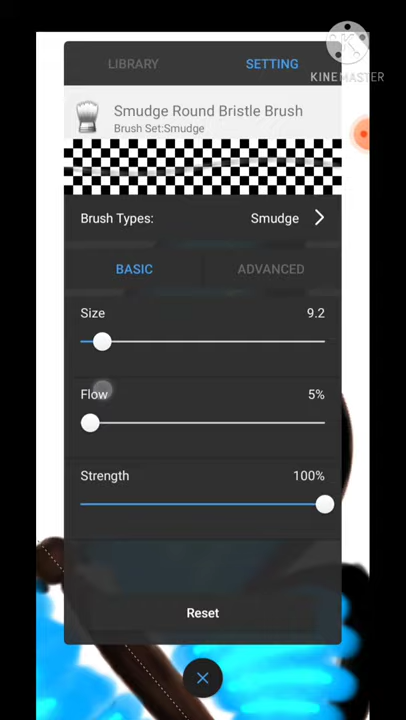 LIBRARY SETTING
KINEMASTER
Smudge Round Bristle Brush
Brush Set:Smudge
Brush Types: Smudge
BASIC ADVANCED
Size 9.2
Flow 5%
Strength 100%
Reset